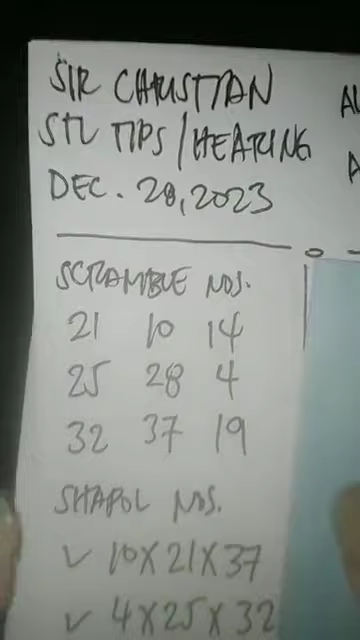 SIR CHRISTIAN
STL TIPS/HEARING
DEC. 28,2023
SCRAMBLE NOS.
21 10 14
25 28 4
32 37 19
SHAPOL NOS.
✓ 10X21X37
✓ 4X25X32